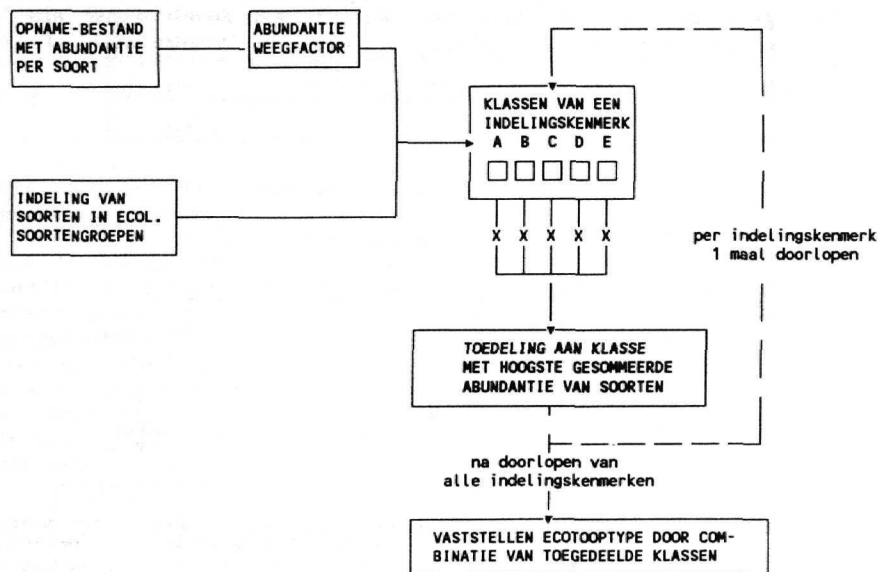 OPNAME-BESTAND
MET ABUNDANTIE
PER SOORT
ABUNDANTIE
WEEGFACTOR
INDELING VAN
SOORTEN IN ECOL.
SOORTENGROEPEN
KLASSEN VAN EEN
INDELINGSKENMERK
A B C D E
X X X X X
per indelingskenmerk
1 maal doorlopen
TOEDELING AAN KLASSE
MET HOOGSTE GESOMMEERDE
ABUNDANTIE VAN SOORTEN
na doorlopen van
alle indelingskenmerken
VASTSTELLEN ECOTOOPTYPE DOOR COM-
BINATIE VAN TOEGEDEELDE KLASSEN